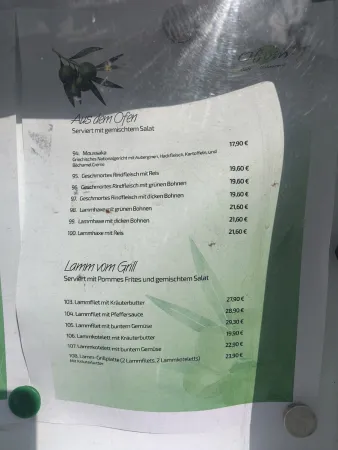 Aus dem Ofen
Serviert mit gemischtem Salat
94. Moussaka 17,90 €
Griechisches Nationalgericht mit Auberginen, Hackfleisch, Kartoffeln, und
Béchamel Creme
95. Geschmortes Rindfleisch mit Reis 19,60 €
96. Geschmortes Rindfleisch mit grünen Bohnen 19,60 €
97. Geschmortes Rindfleisch mit dicken Bohnen 19,60 €
98. Lammhaxe mit grünen Bohnen 21,60 €
99. Lammhaxe mit dicken Bohnen 21,60 €
100. Lammhaxe mit Reis 21,60 €
Lamm vom Grill
Serviert mit Pommes Frites und gemischtem Salat
103. Lammfilet mit Kräuterbutter 27,90 €
104. Lammfilet mit Pfeffersauce 28,90 €
105. Lammfilet mit buntem Gemüse 29,30 €
106. Lammkotelett mit Kräuterbutter 19,90 €
107. Lammkotelett mit buntem Gemüse 22,90 €
108. Lamm-Grillplatte (2 Lammfilets, 2 Lammkoteletts) 23,90 €
Mit Kräuterbutter